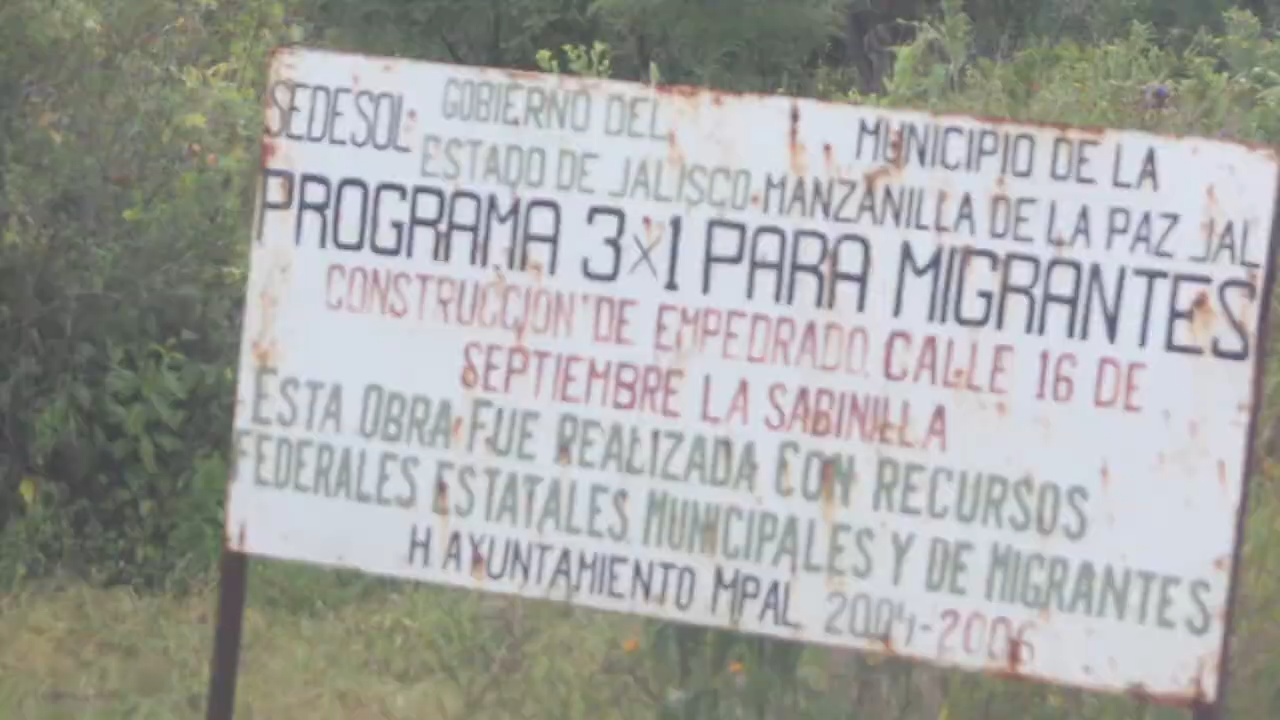 SEDESOL. GOBIERNO DEL MUNICIPIO DE LA
ESTADO DE JALISCO. MANZANILLA DE LA PAZ JAL
PROGRAMA 3x1 PARA MIGRANTES
CONSTRUCCION DE EMPEDRADO CALLE 16 DE
SEPTIEMBRE LA SABINILLA
ESTA OBRA FUE REALIZADA CON RECURSOS
FEDERALES ESTATALES MUNICIPALES Y DE MIGRANTES
H AYUNTAMIENTO MPAL 2004-2006